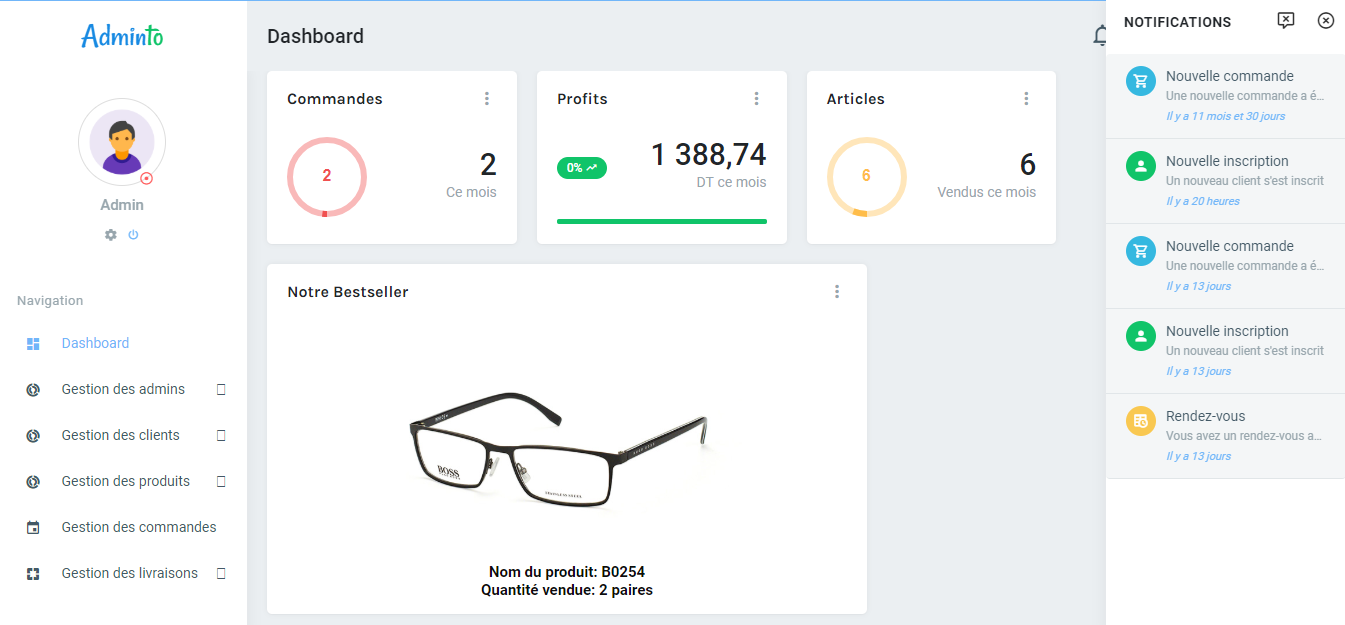 Adminto
Admin
Navigation
Dashboard
Gestion des admins
Gestion des clients
Gestion des produits
Gestion des commandes
Gestion des livraisons
Dashboard
Commandes
2
2
Ce mois
Profits
0%
1 388,74
DT ce mois
Articles
6
6
Vendus ce mois
Notre Bestseller
BOSS
Nom du produit: B0254
Quantité vendue: 2 paires
NOTIFICATIONS
Nouvelle commande
Une nouvelle commande a é...
Il y a 11 mois et 30 jours
Nouvelle inscription
Un nouveau client s'est inscrit
Il y a 20 heures
Nouvelle commande
Une nouvelle commande a é...
Il y a 13 jours
Nouvelle inscription
Un nouveau client s'est inscrit
Il y a 13 jours
Rendez-vous
Vous avez un rendez-vous a...
Il y a 13 jours